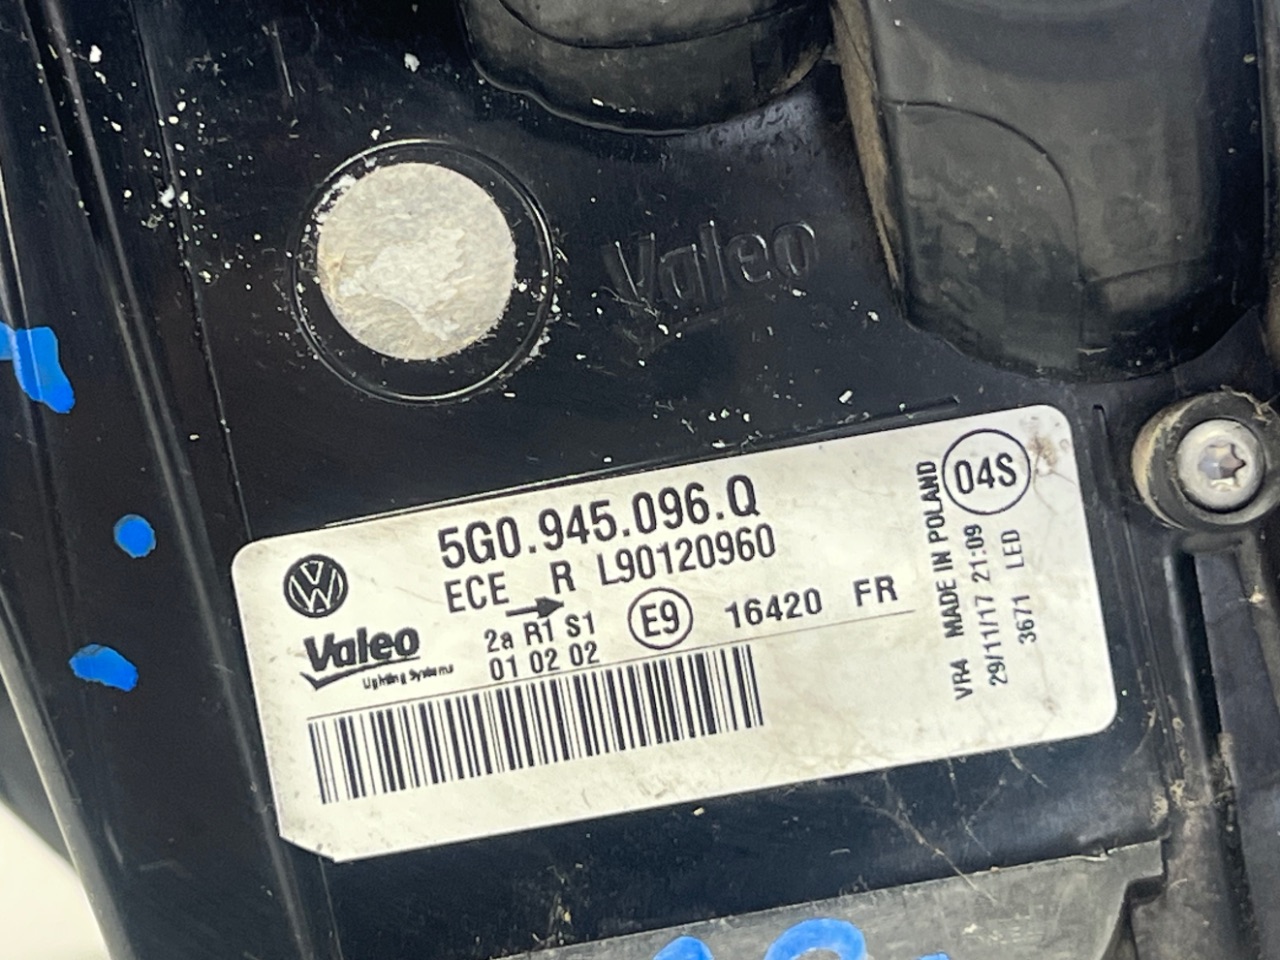 Valeo
5G0.945.096.Q
ECE R L90120960
Valeo
Lighting Systems
2a R1 S1
01 02 02
E9
16420 FR
04S
VR4 MADE IN POLAND
29/11/17 21:09
3671 LED